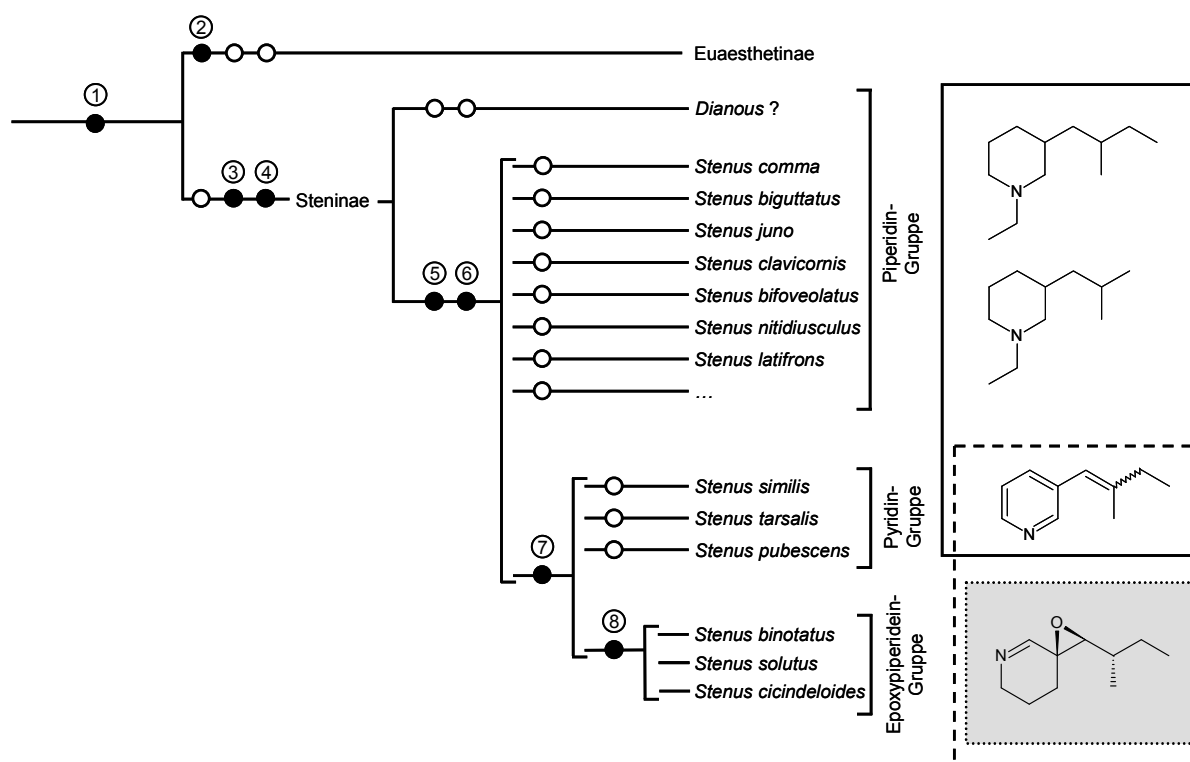 ②
Euaesthetinae
①
Dianous ?
③ ④
Steninae
Stenus comma
Stenus biguttatus
Stenus juno
Stenus clavicornis
⑤ ⑥
Stenus bifoveolatus
Stenus nitidiusculus
Stenus latifrons
...
Piperidin-
Gruppe
N
N
Stenus similis
Stenus tarsalis
⑦
Stenus pubescens
Pyridin-
Gruppe
N
⑧
Stenus binotatus
Stenus solutus
Stenus cicindeloides
Epoxypiperidein-
Gruppe
O
N